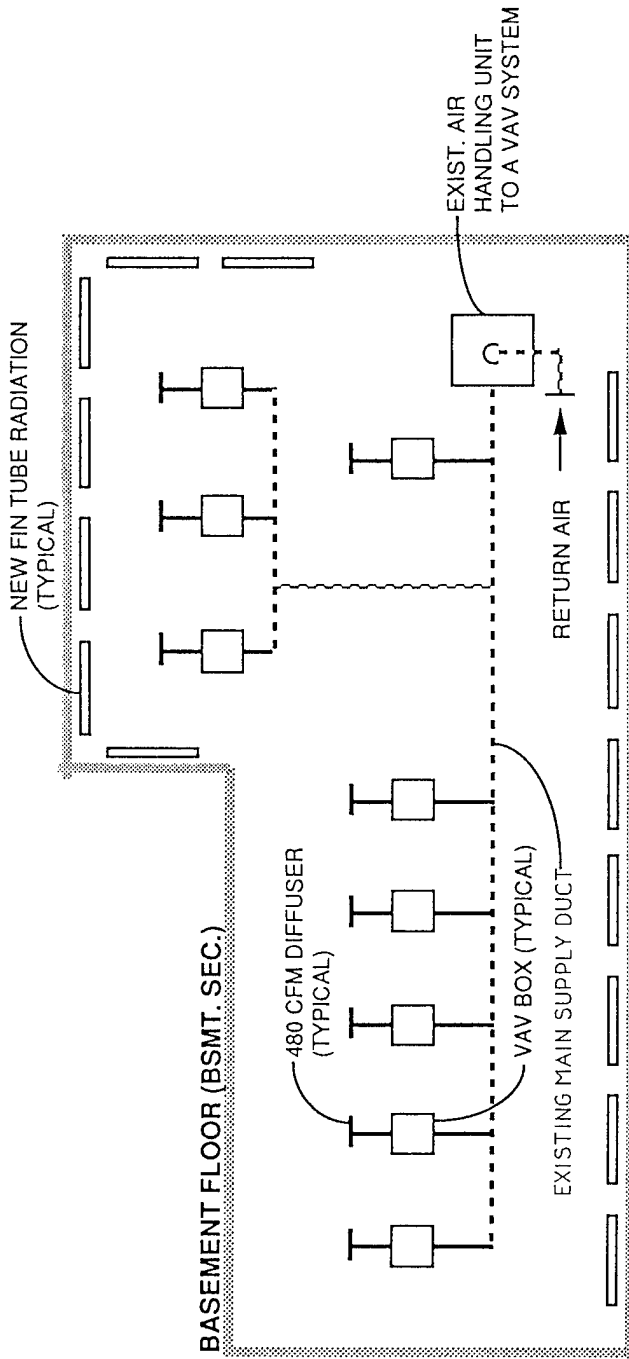 NEW FIN TUBE RADIATION
(TYPICAL)
BASEMENT FLOOR (BSMT. SEC.)
480 CFM DIFFUSER
(TYPICAL)
VAV BOX (TYPICAL)
EXISTING MAIN SUPPLY DUCT
RETURN AIR
EXIST. AIR
HANDLING UNIT
TO A VAV SYSTEM